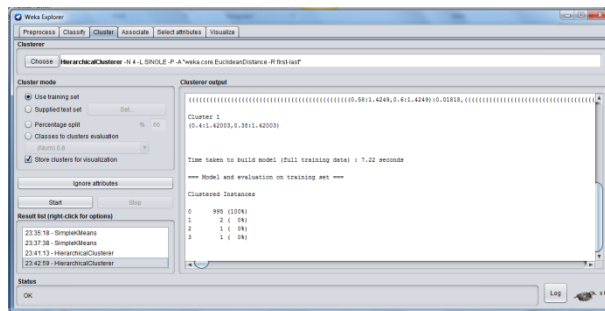 Weka Explorer
Preprocess Classify Cluster Associate Select attributes Visualize
Clusterer
Choose HierarchicalClusterer -N 4 -L SINGLE -P -A "weka.core.EuclideanDistance -R first-last"
Cluster mode
Use training set
Supplied test set Set...
Percentage split % 66
Classes to clusters evaluation
(Num) 0.6
Store clusters for visualization
Ignore attributes
Start Stop
Result list (right-click for options)
23:35:18 - SimpleKMeans
23:37:38 - SimpleKMeans
23:41:13 - HierarchicalClusterer
23:42:59 - HierarchicalClusterer
Clusterer output
Cluster 1
(0.4:1.42003,0.38:1.42003)
Time taken to build model (full training data) : 7.22 seconds
=== Model and evaluation on training set ===
Clustered Instances
0 995 (100%)
1 2 ( 0%)
2 1 ( 0%)
3 1 ( 0%)
Status
OK
Log